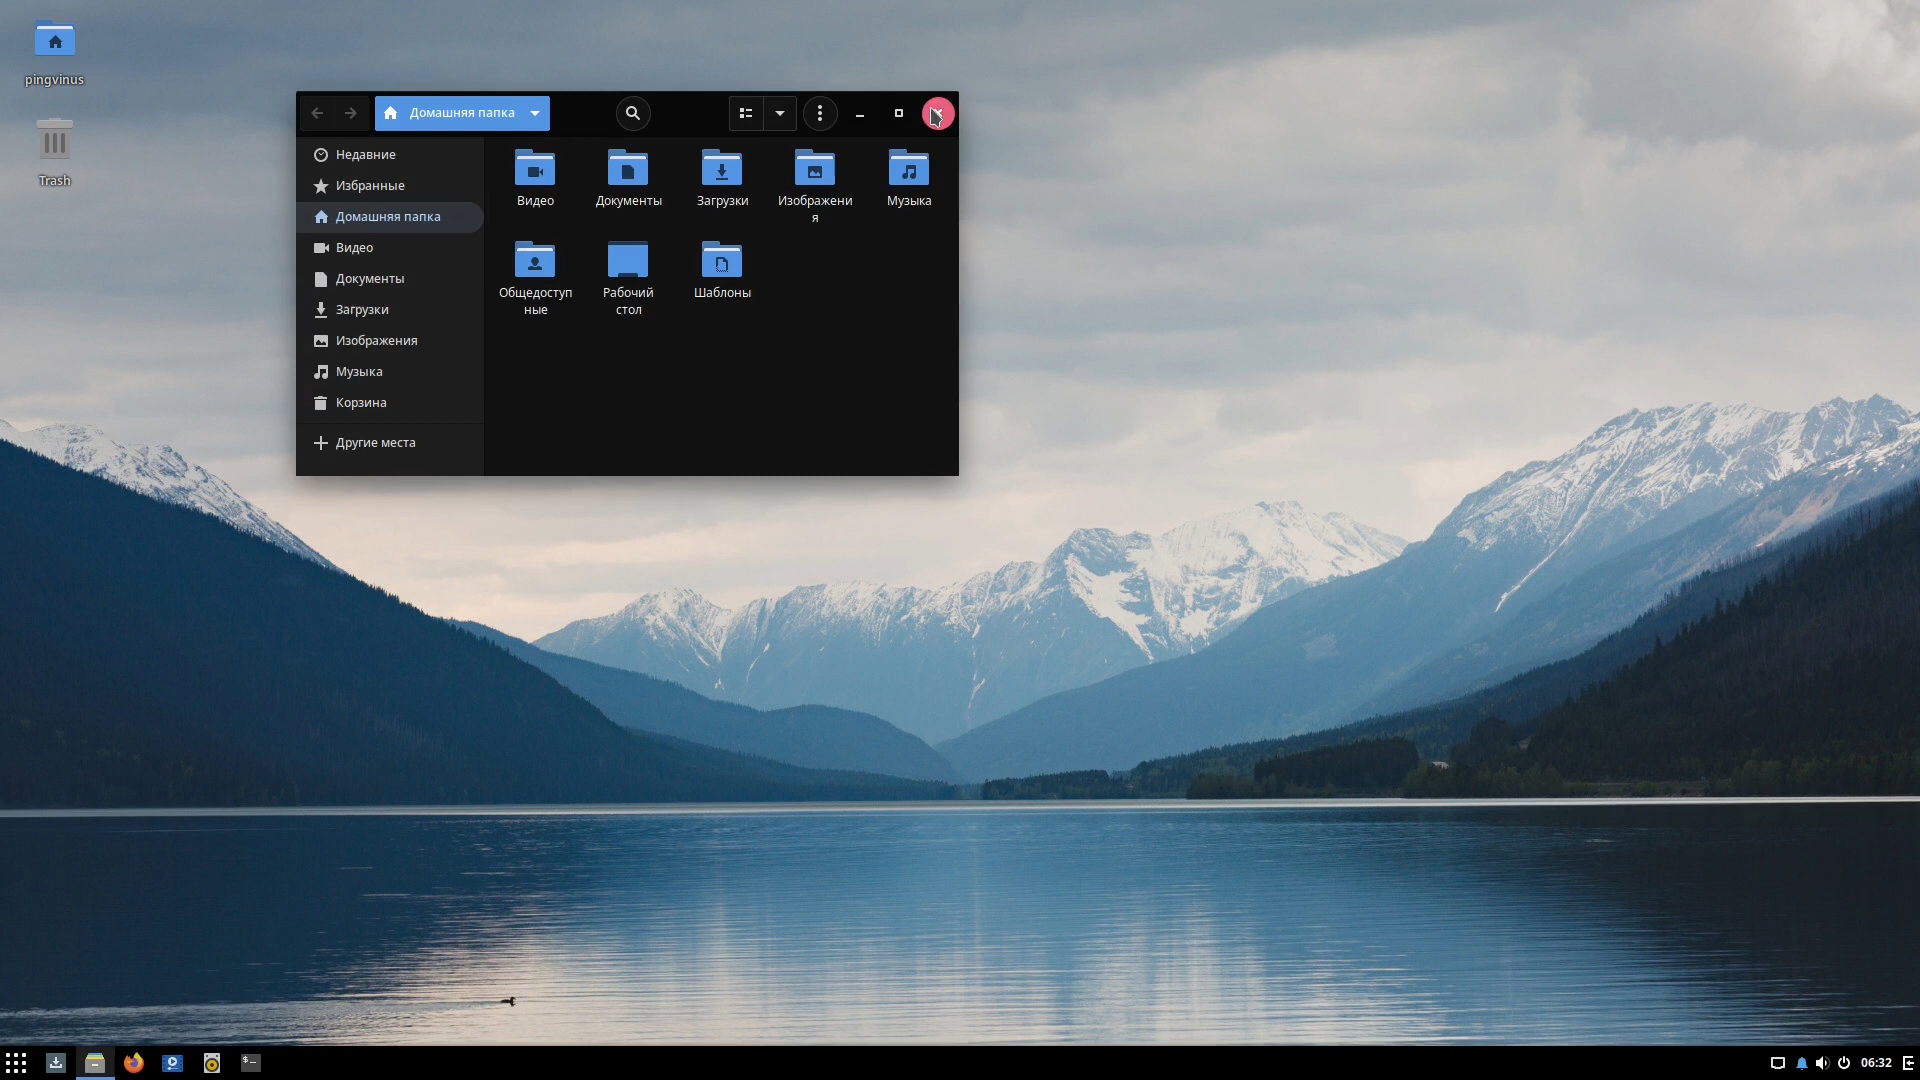 pingvinus
Trash
Домашняя папка
Недавние
Избранные
Домашняя папка
Видео
Документы
Загрузки
Изображения
Музыка
Корзина
Другие места
Видео
Документы
Загрузки
Изображени
я
Музыка
Общедоступ
ные
Рабочий
стол
Шаблоны
$_
06:32